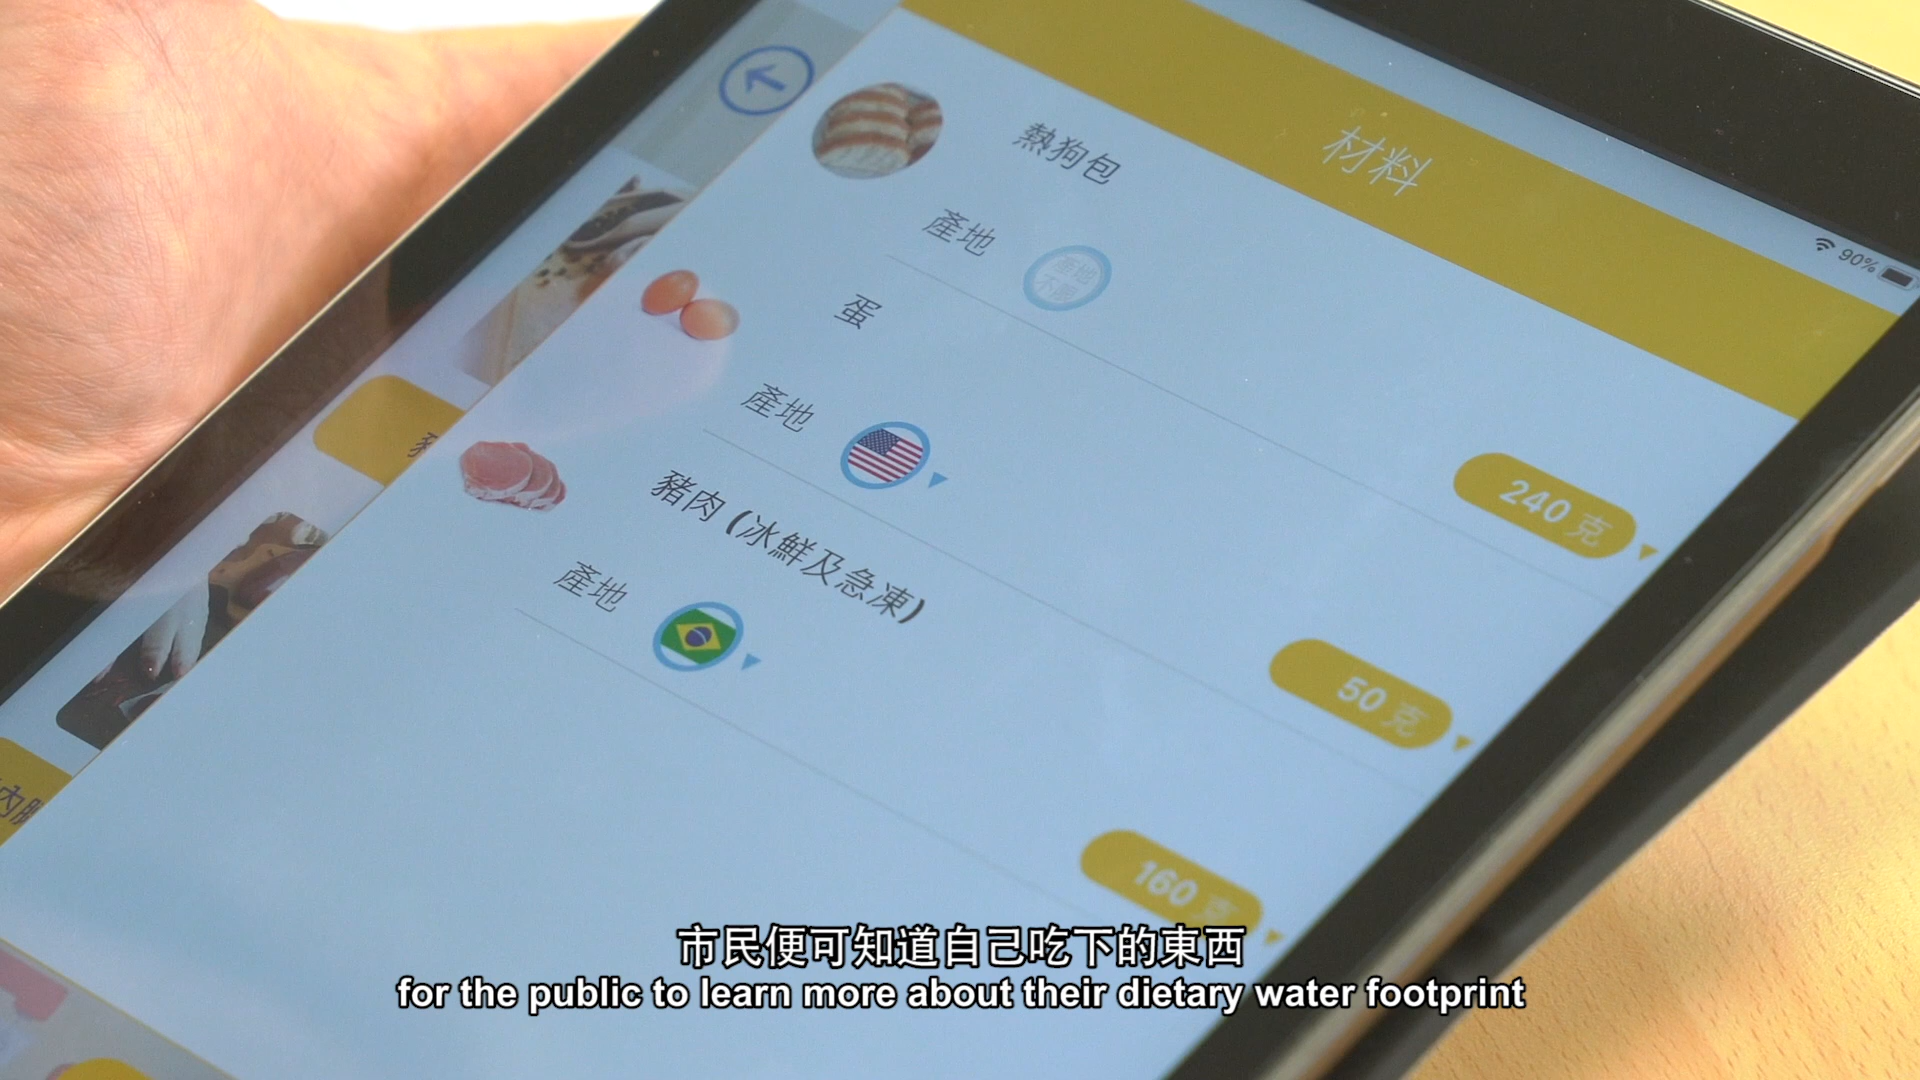 材料
90%
熱狗包
產地
240 克
蛋
產地
50 克
豬肉 (冰鮮及急凍)
產地
160 克
市民便可知道自己吃下的東西
for the public to learn more about their dietary water footprint